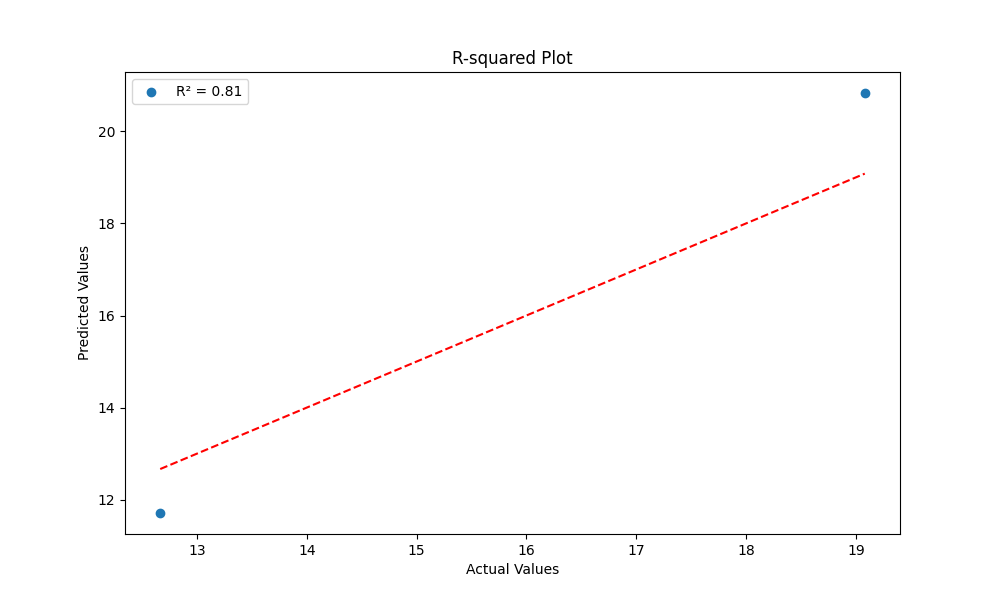 R-squared Plot
R² = 0.81
20
18
16
14
12
Predicted Values
13 14 15 16 17 18 19
Actual Values